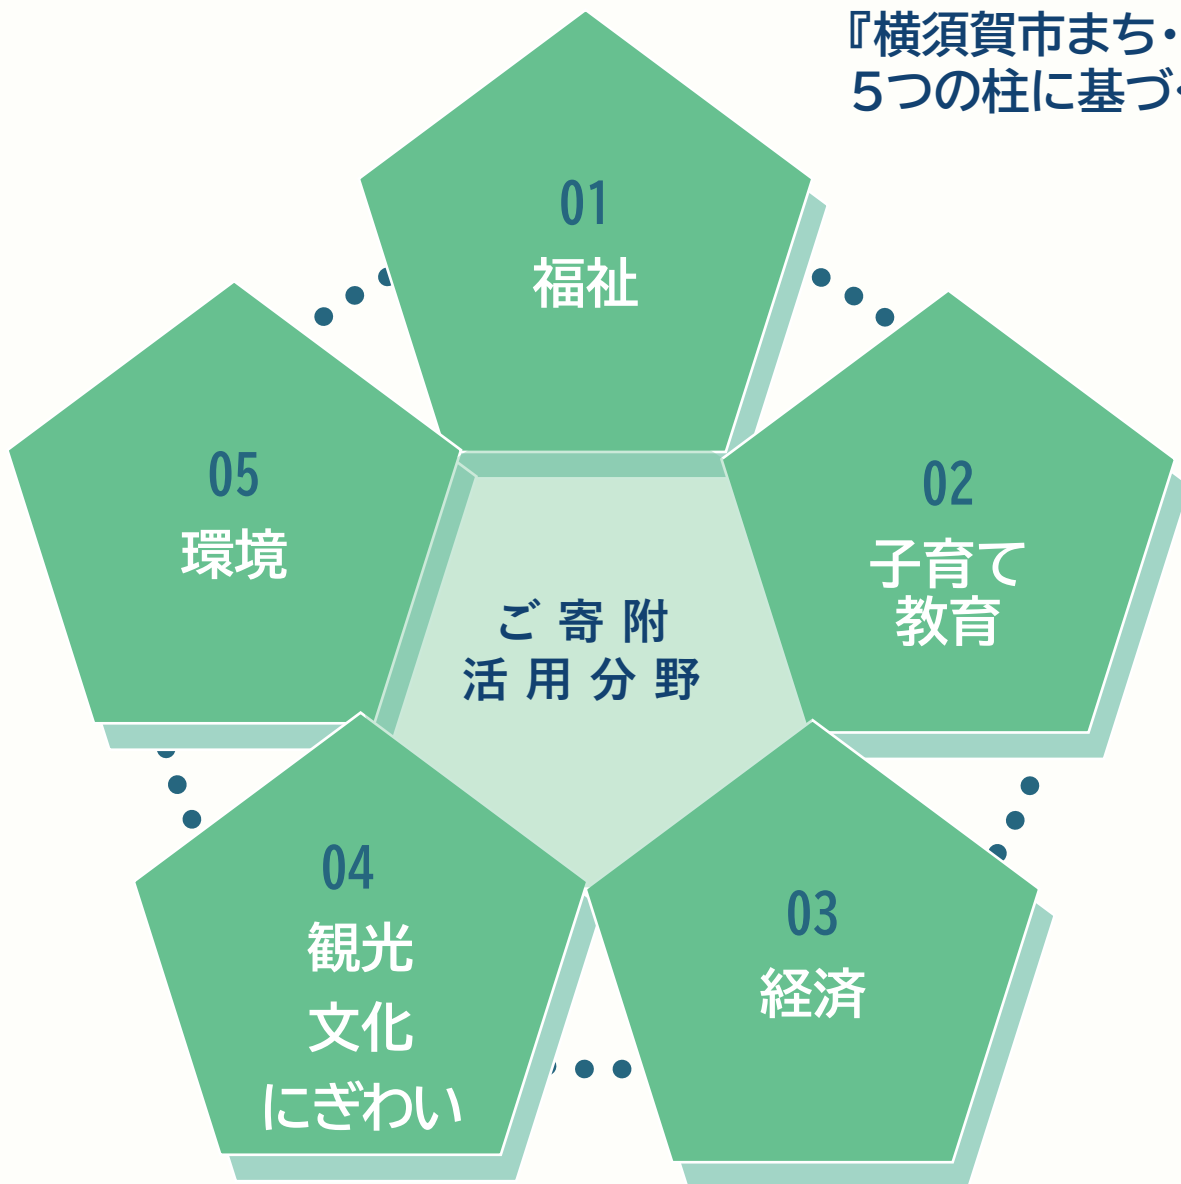 『横須賀市まち・
５つの柱に基づ
01
福祉
02
子育て
教育
03
経済
04
観光
文化
にぎわい
05
環境
ご寄附
活用分野